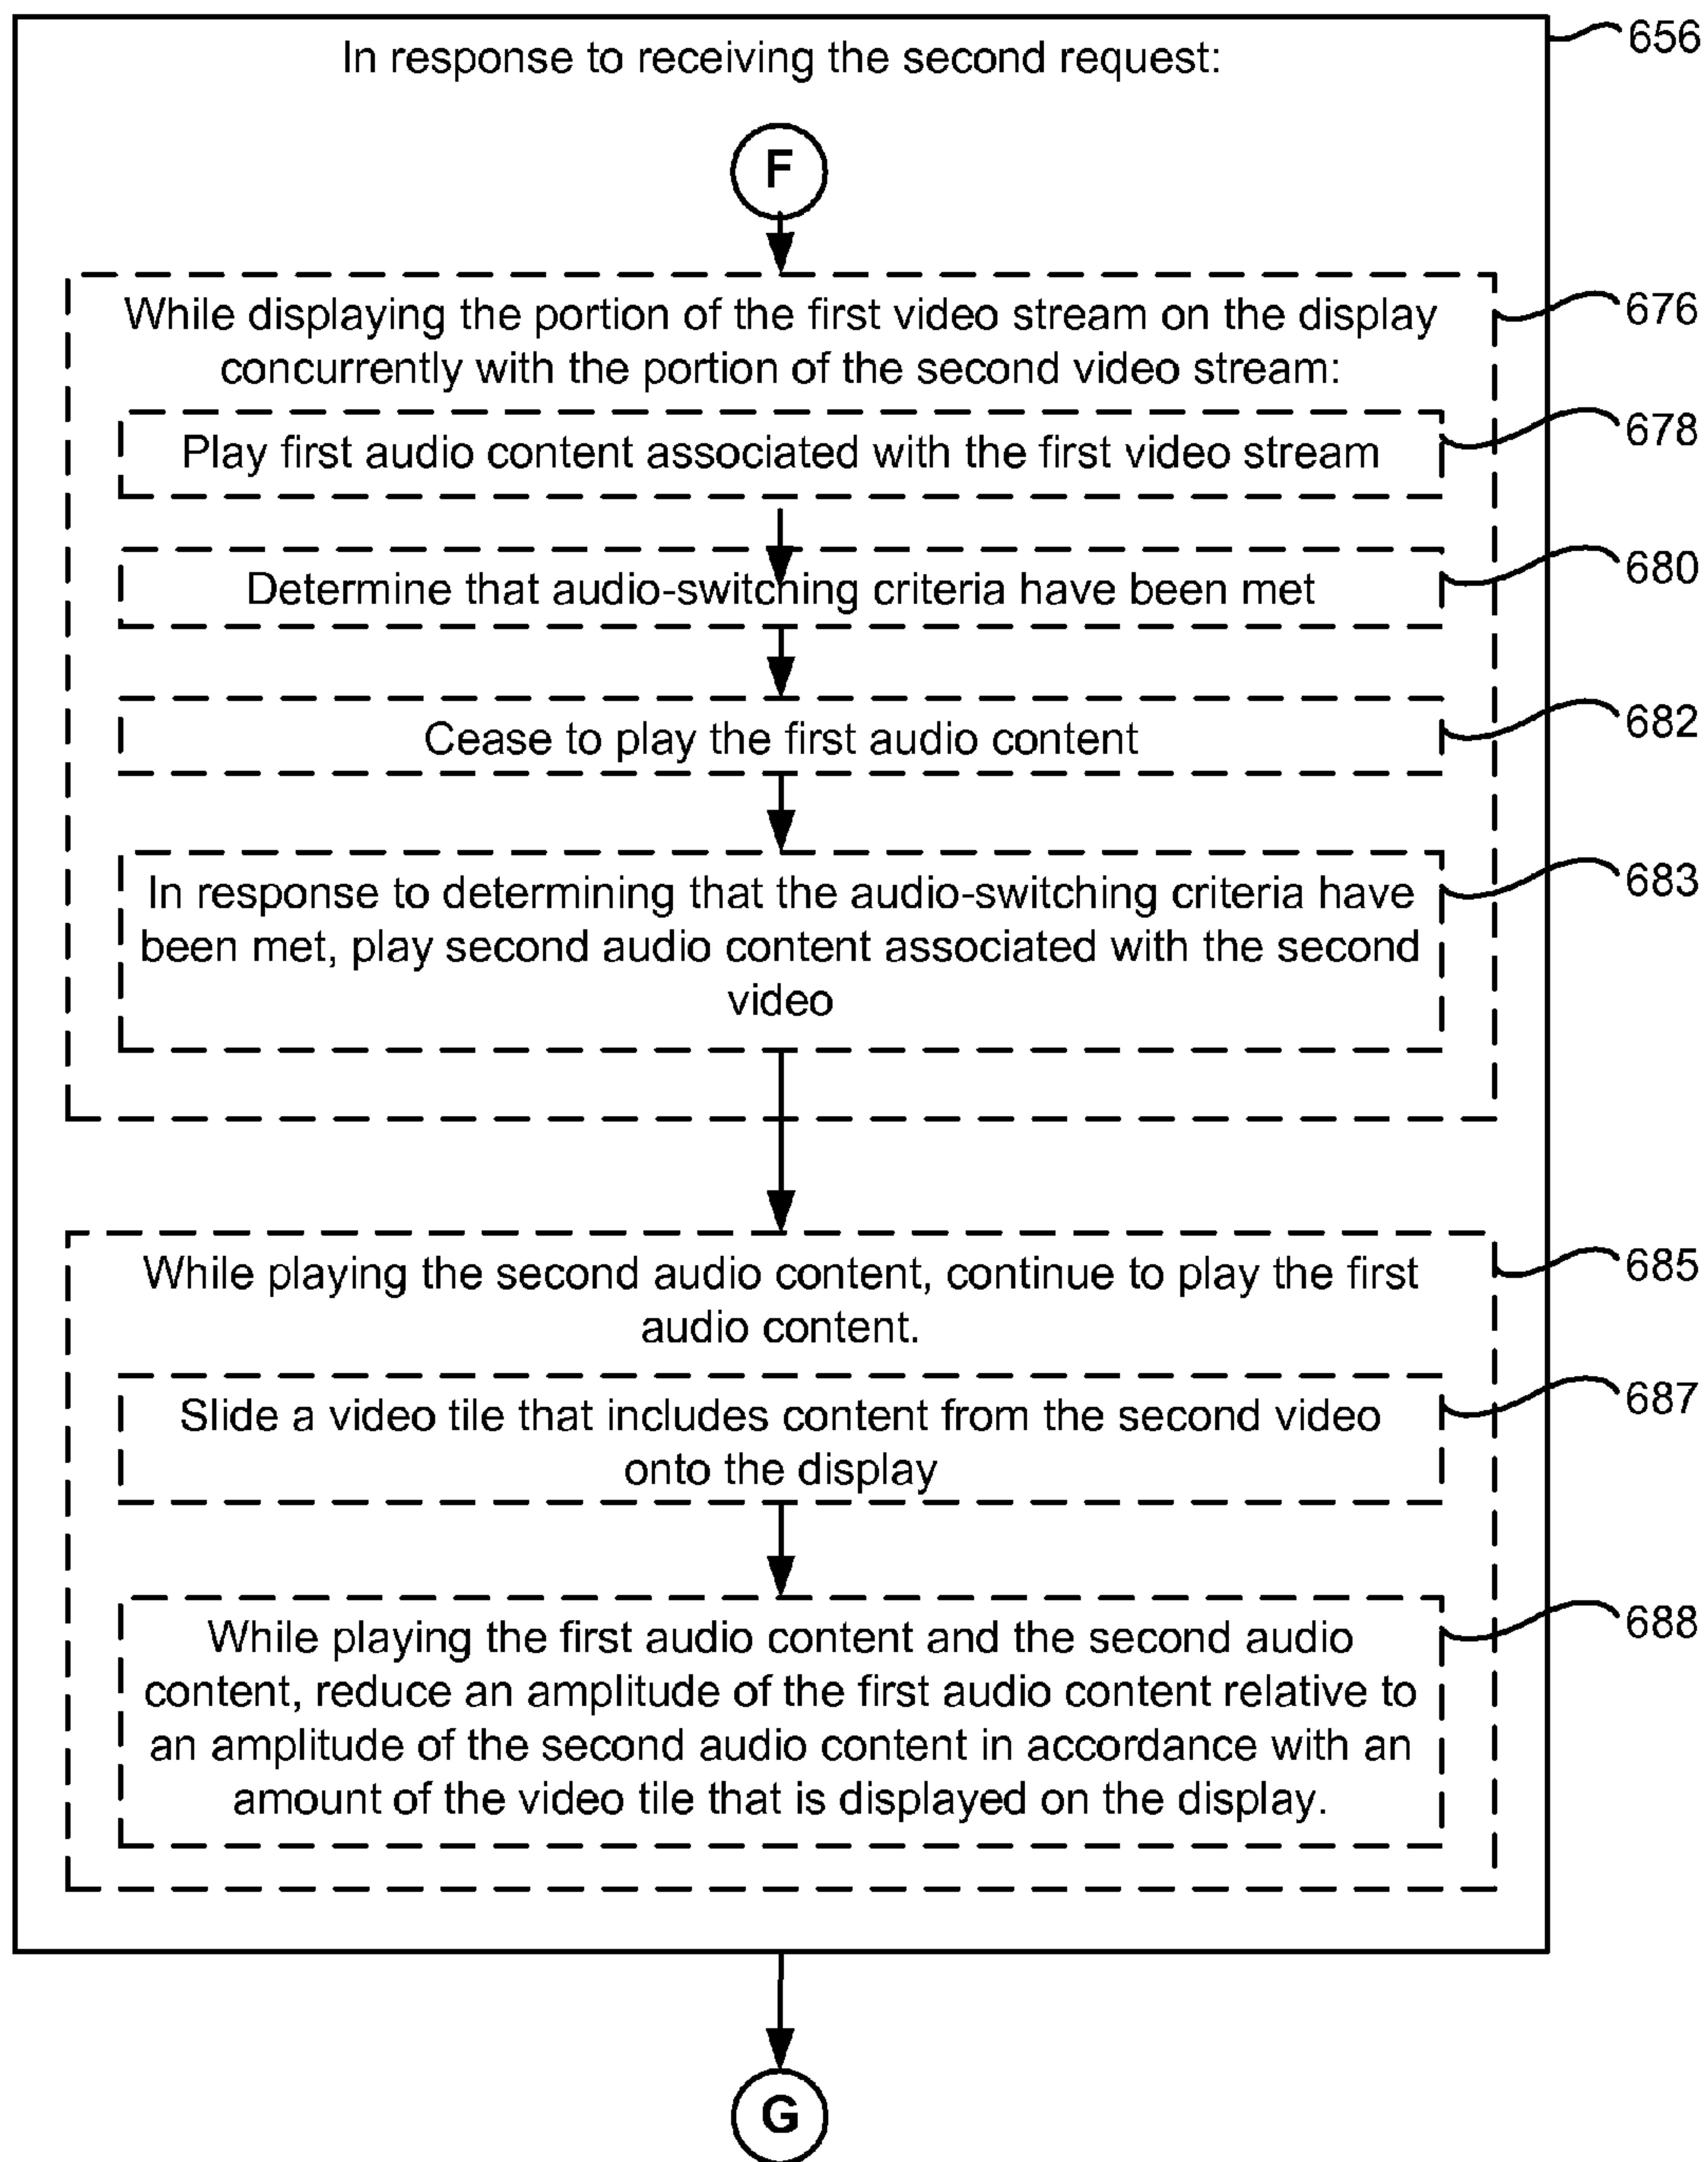 In response to receiving the second request:
656
F
While displaying the portion of the first video stream on the display
concurrently with the portion of the second video stream:
676
Play first audio content associated with the first video stream
678
Determine that audio-switching criteria have been met
680
Cease to play the first audio content
682
In response to determining that the audio-switching criteria have
been met, play second audio content associated with the second
video
683
While playing the second audio content, continue to play the first
audio content.
685
Slide a video tile that includes content from the second video
onto the display
687
While playing the first audio content and the second audio
content, reduce an amplitude of the first audio content relative to
an amplitude of the second audio content in accordance with an
amount of the video tile that is displayed on the display.
688
G